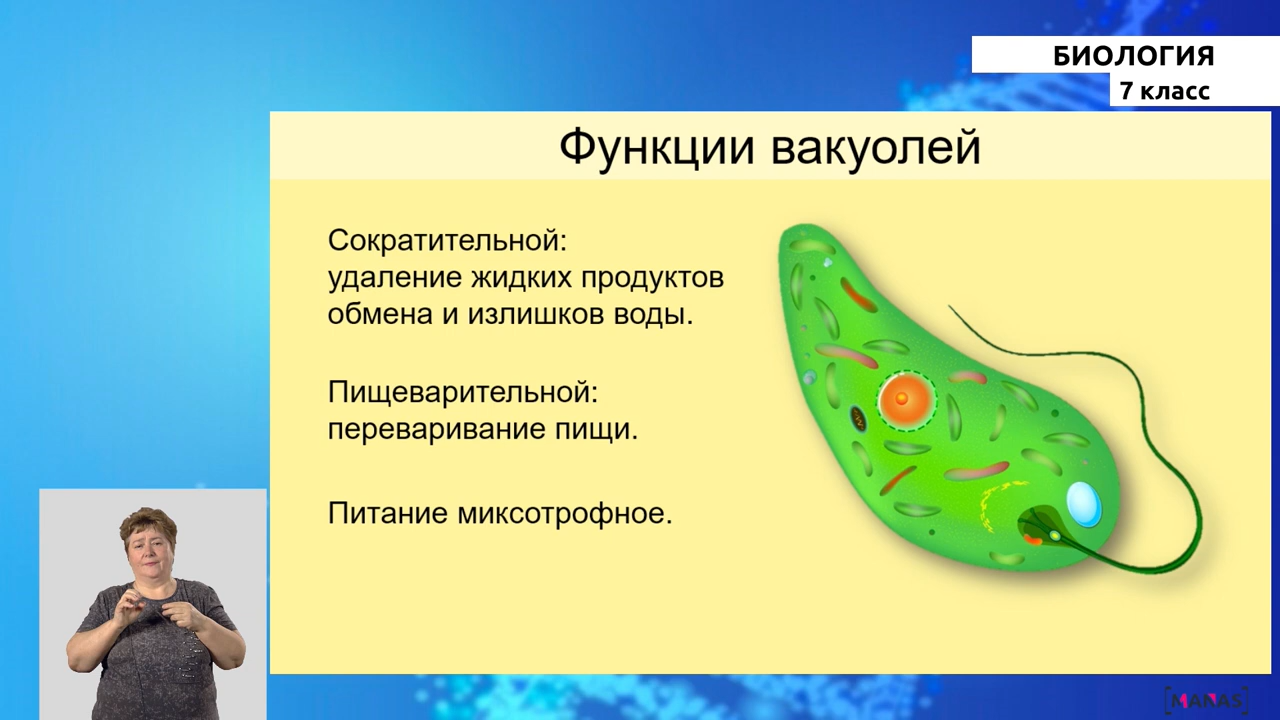 БИОЛОГИЯ
7 класс
Функции вакуолей
Сократительной:
удаление жидких продуктов
обмена и излишков воды.
Пищеварительной:
переваривание пищи.
Питание миксотрофное.
[MANAS]